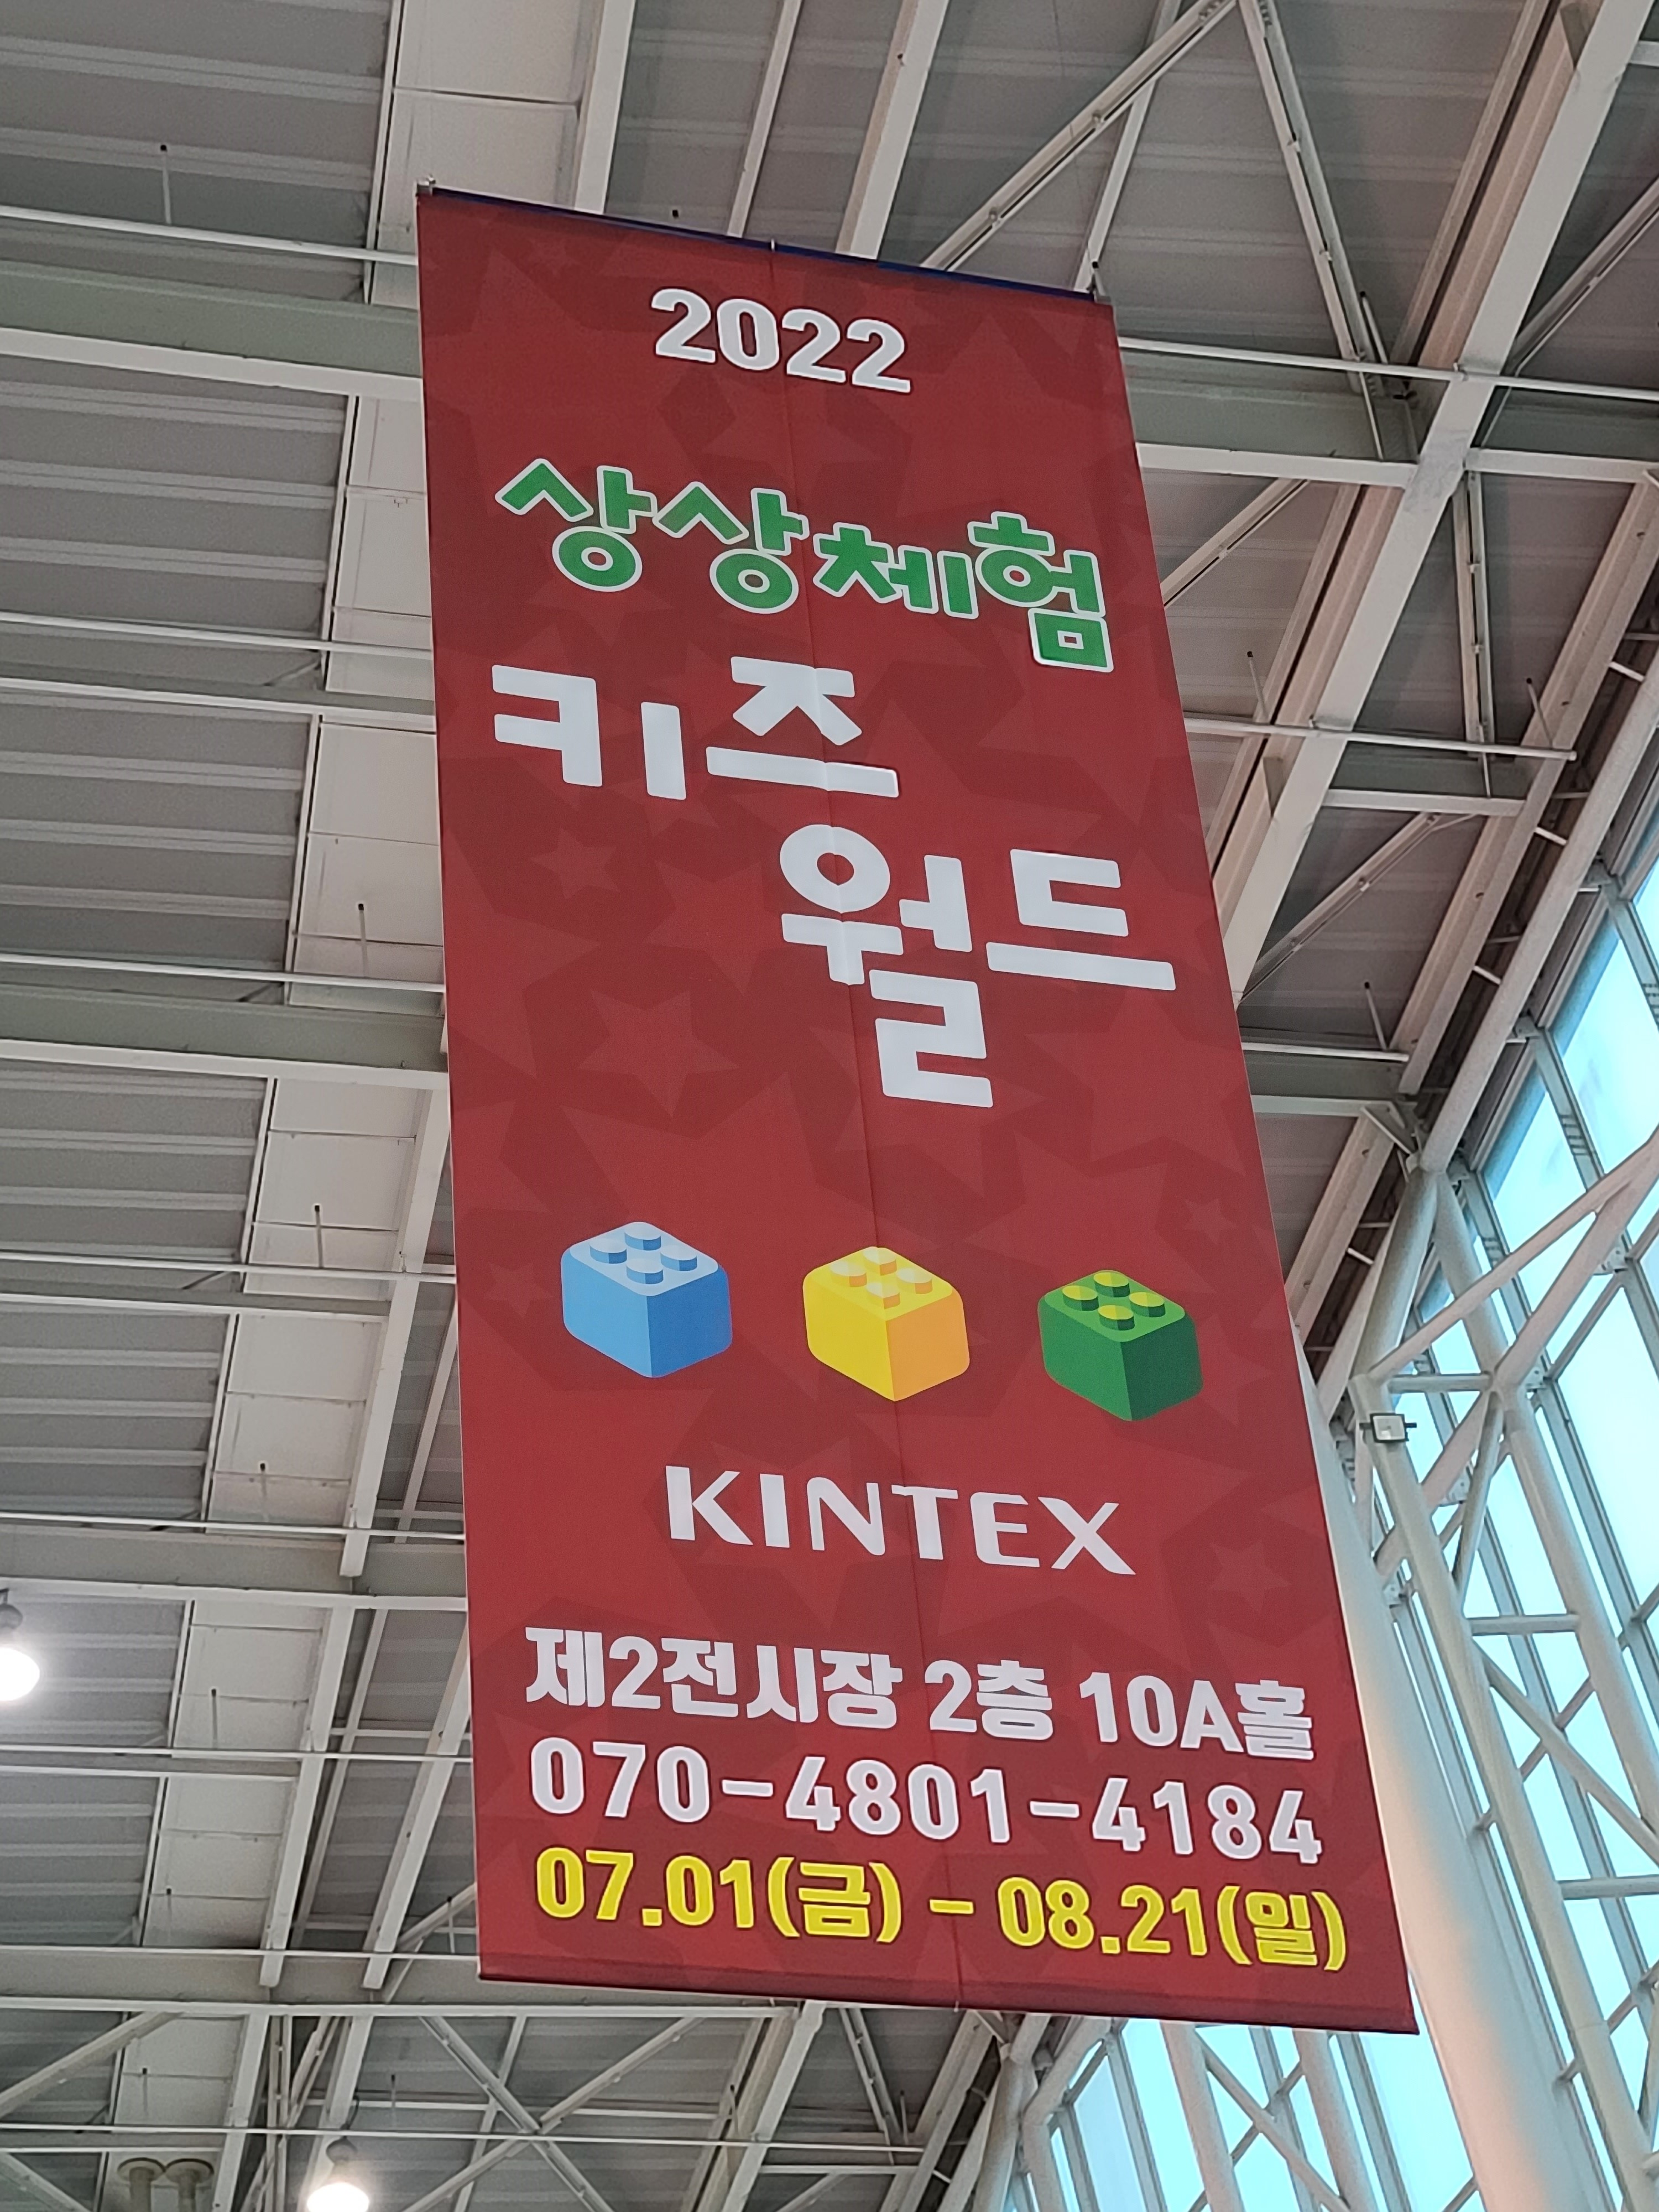 2022
상상체험
키즈
월드
KINTEX
제2전시장 2층 10A홀
070-4801-4184
07.01(금) - 08.21(일)